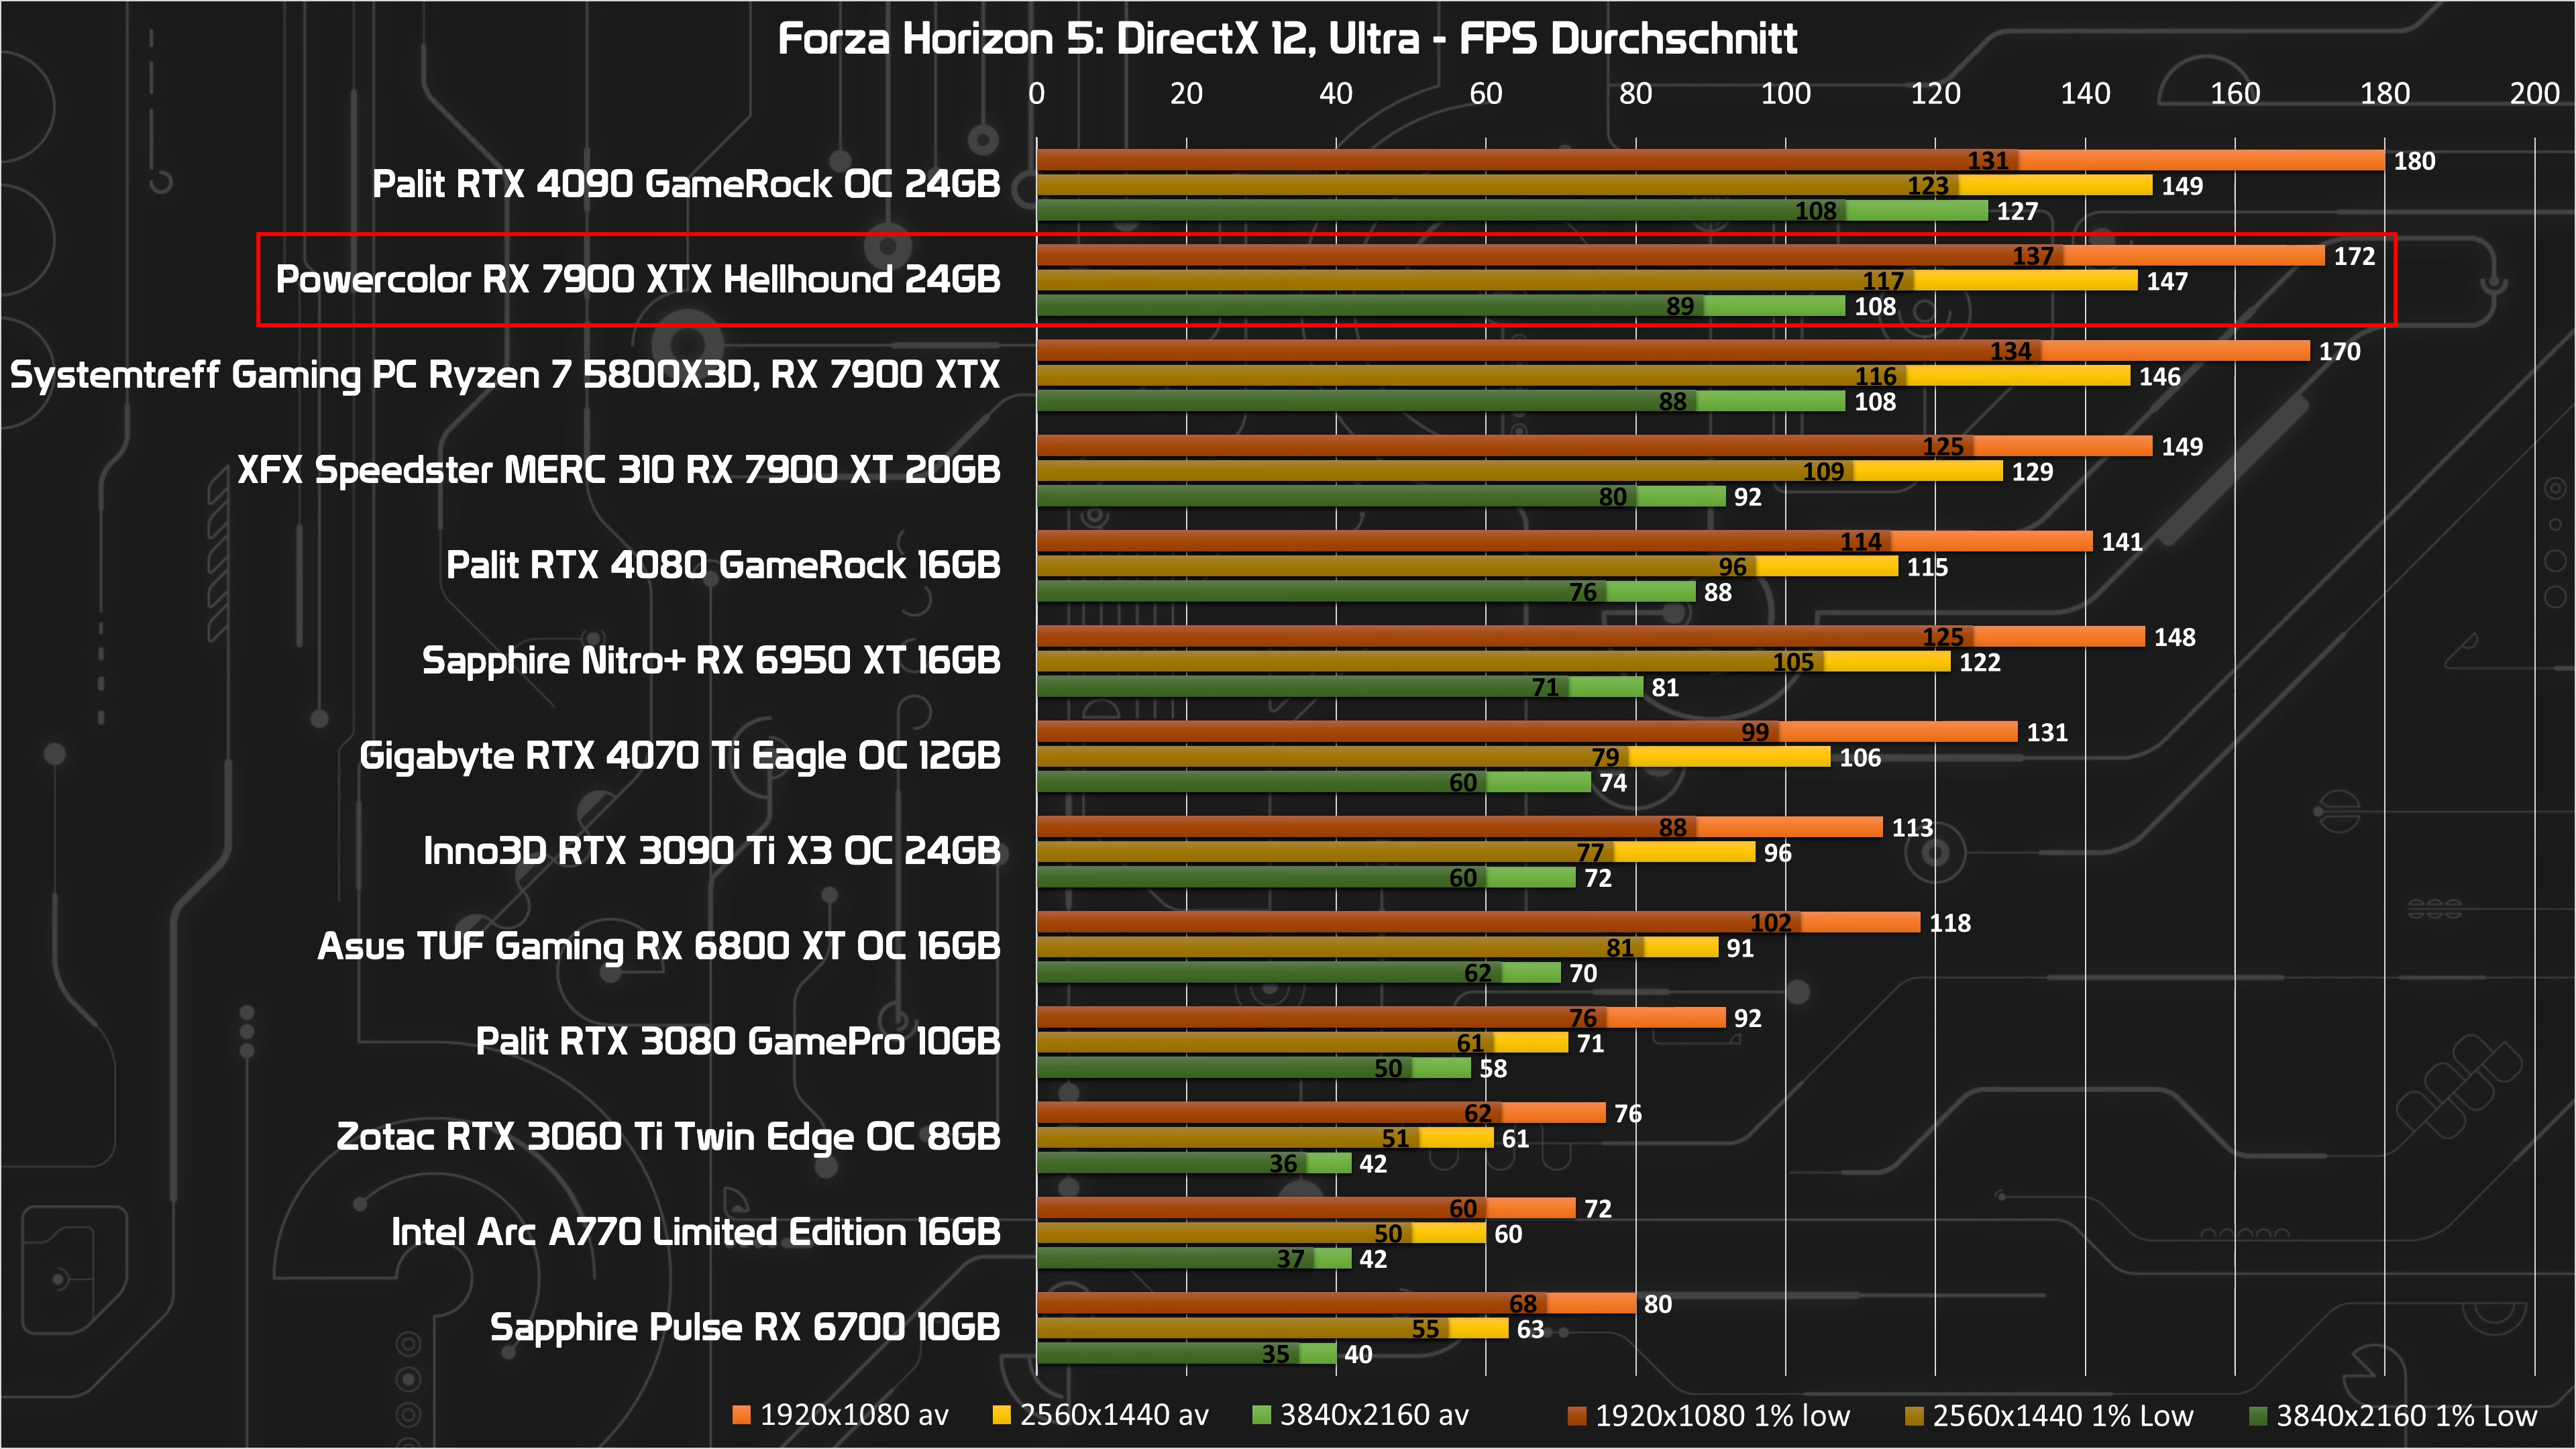 Forza Horizon 5: DirectX 12, Ultra - FPS Durchschnitt
0 20 40 60 80 100 120 140 160 180 200
131 180
Palit RTX 4090 GameRock OC 24GB 123 149
108 127
137 172
Powercolor RX 7900 XTX Hellhound 24GB 117 147
89 108
134 170
Systemtreff Gaming PC Ryzen 7 5800X3D, RX 7900 XTX 116 146
88 108
125 149
XFX Speedster MERC 310 RX 7900 XT 20GB 109 129
80 92
114 141
Palit RTX 4080 GameRock 16GB 96 115
76 88
125 148
Sapphire Nitro+ RX 6950 XT 16GB 105 122
71 81
99 131
Gigabyte RTX 4070 Ti Eagle OC 12GB 79 106
60 74
88 113
Inno3D RTX 3090 Ti X3 OC 24GB 77 96
60 72
102 118
Asus TUF Gaming RX 6800 XT OC 16GB 81 91
62 70
76 92
Palit RTX 3080 GamePro 10GB 61 71
50 58
62 76
Zotac RTX 3060 Ti Twin Edge OC 8GB 51 61
36 42
60 72
Intel Arc A770 Limited Edition 16GB 50 60
37 42
68 80
Sapphire Pulse RX 6700 10GB 55 63
35 40
1920x1080 av 2560x1440 av 3840x2160 av 1920x1080 1% low 2560x1440 1% Low 3840x2160 1% Low